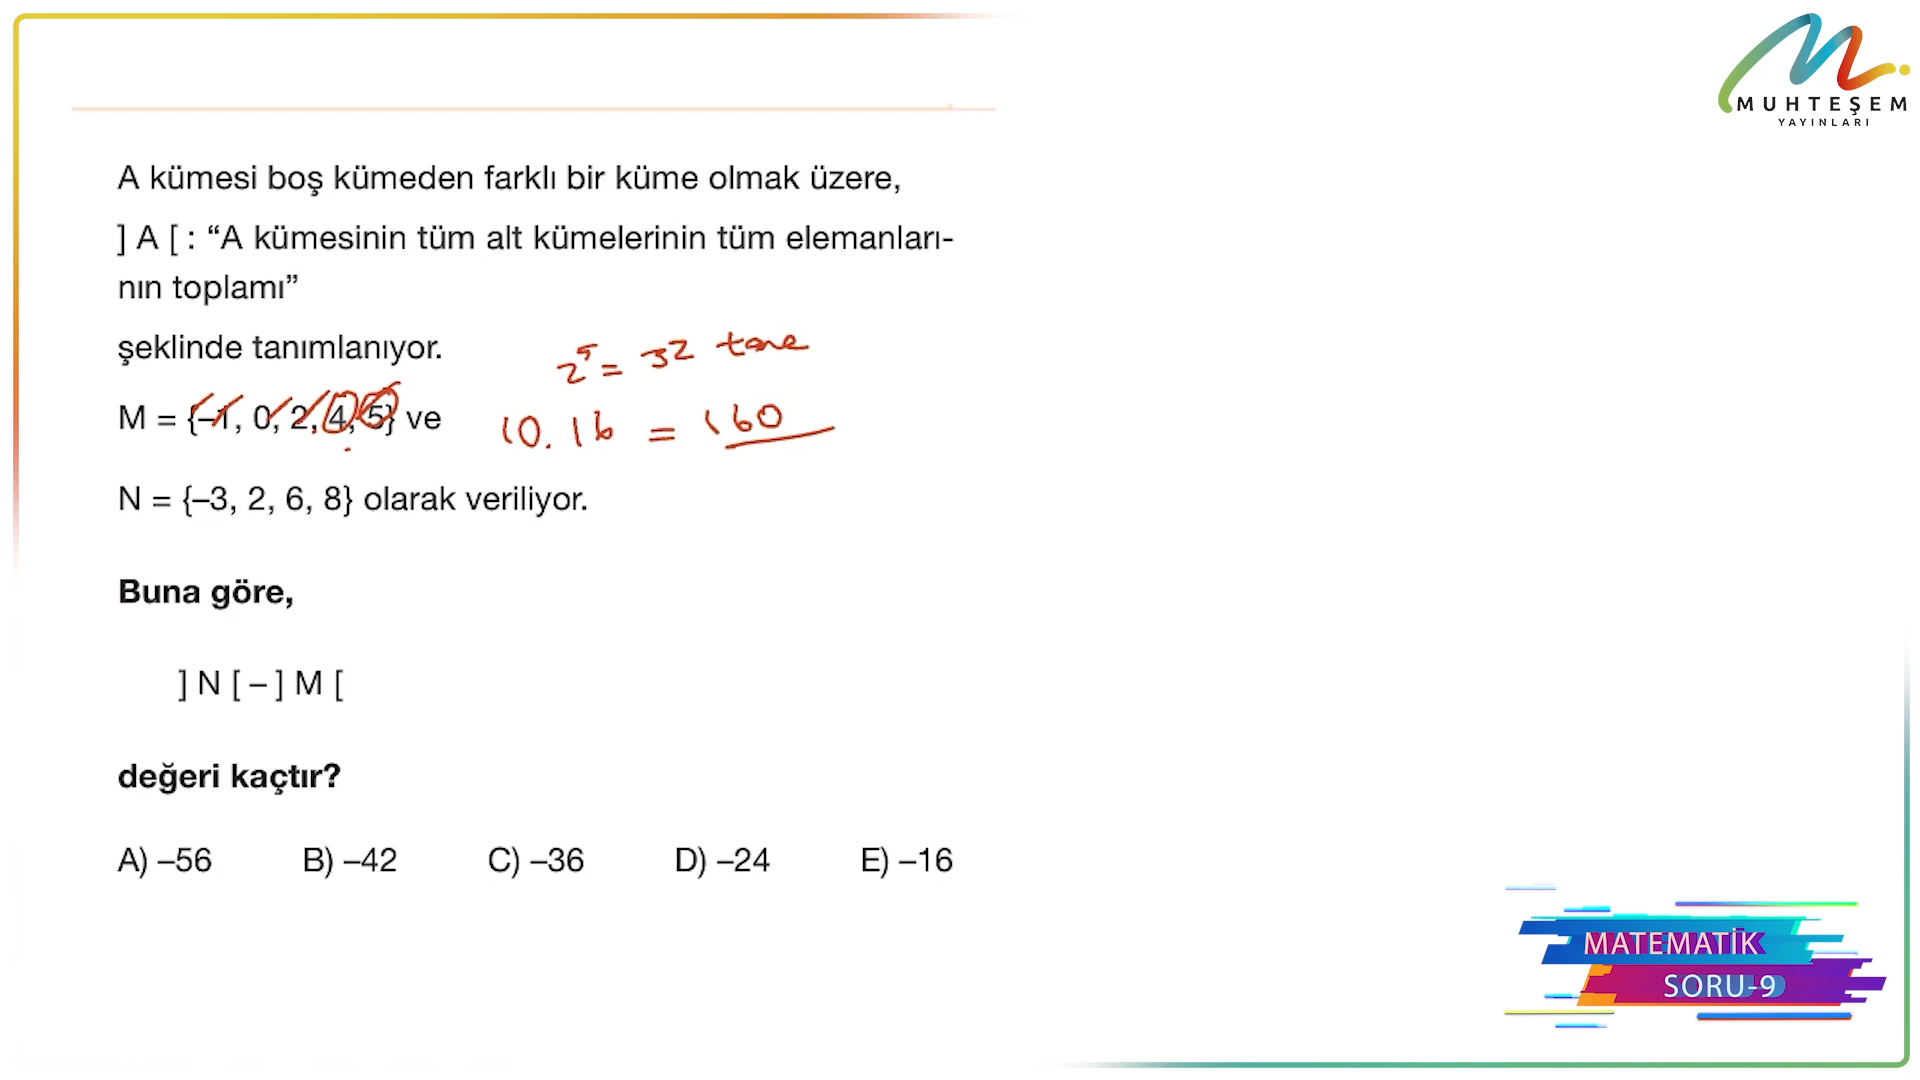 MUHTEŞEM
YAYINLARI
A kümesi boş kümeden farklı bir küme olmak üzere,
] A [ : “A kümesinin tüm alt kümelerinin tüm elemanları-
nın toplamı”
şeklinde tanımlanıyor.
2⁵ = 32 tane
M = {–1, 0, 2, 4, 5} ve
10. 16 = 160
N = {–3, 2, 6, 8} olarak veriliyor.
Buna göre,
] N [ – ] M [
değeri kaçtır?
A) –56 B) –42 C) –36 D) –24 E) –16
MATEMATİK
SORU-9